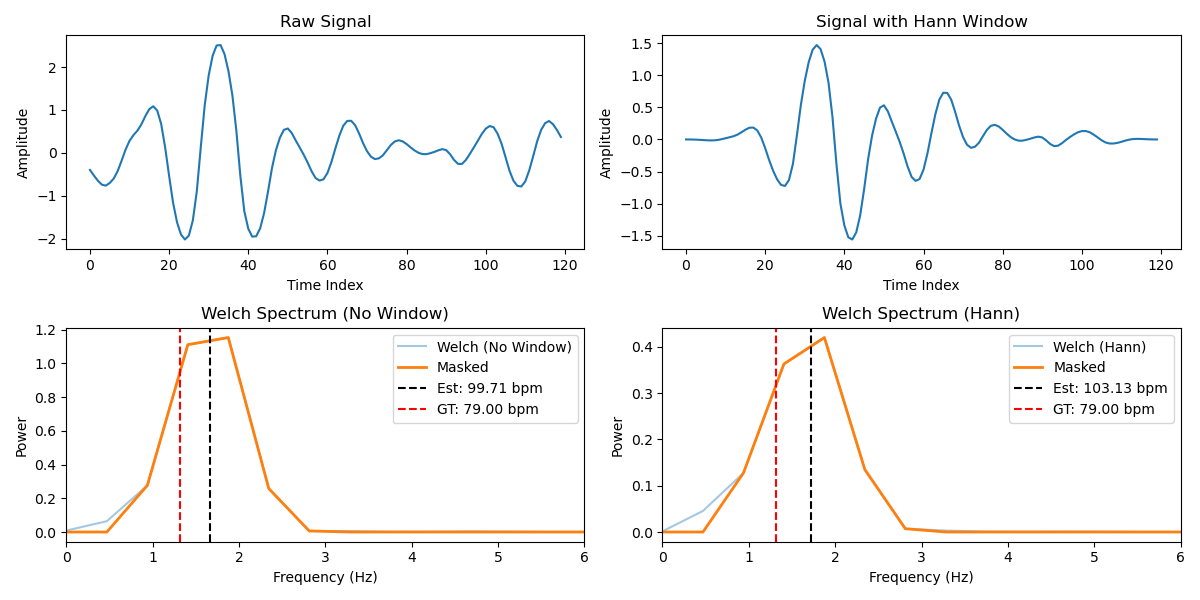 Raw Signal
Amplitude
2
1
0
−1
−2
0 20 40 60 80 100 120
Time Index
Signal with Hann Window
Amplitude
1.5
1.0
0.5
0.0
−0.5
−1.0
−1.5
0 20 40 60 80 100 120
Time Index
Welch Spectrum (No Window)
Power
1.2
1.0
0.8
0.6
0.4
0.2
0.0
Welch (No Window)
Masked
Est: 99.71 bpm
GT: 79.00 bpm
0 1 2 3 4 5 6
Frequency (Hz)
Welch Spectrum (Hann)
Power
0.4
0.3
0.2
0.1
0.0
Welch (Hann)
Masked
Est: 103.13 bpm
GT: 79.00 bpm
0 1 2 3 4 5 6
Frequency (Hz)